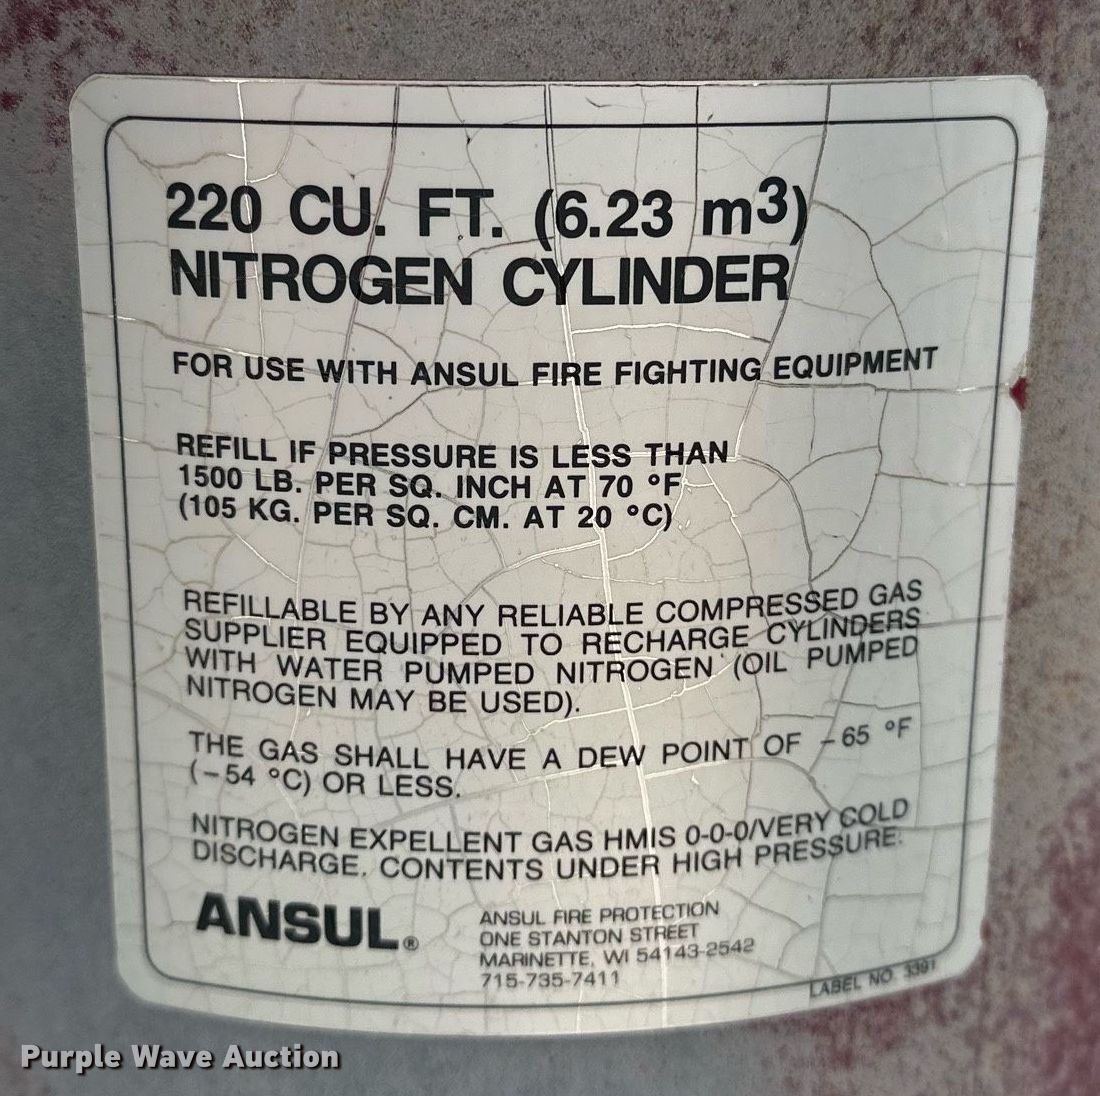 220 CU. FT. (6.23 m3)
NITROGEN CYLINDER
FOR USE WITH ANSUL FIRE FIGHTING EQUIPMENT
REFILL IF PRESSURE IS LESS THAN
1500 LB. PER SQ. INCH AT 70 °F
(105 KG. PER SQ. CM. AT 20 °C)
REFILLABLE BY ANY RELIABLE COMPRESSED GAS
SUPPLIER EQUIPPED TO RECHARGE CYLINDERS
WITH WATER PUMPED NITROGEN (OIL PUMPED
NITROGEN MAY BE USED).
THE GAS SHALL HAVE A DEW POINT OF –65 °F
(–54 °C) OR LESS.
NITROGEN EXPELLENT GAS HMIS 0-0-0/VERY COLD
DISCHARGE. CONTENTS UNDER HIGH PRESSURE.
ANSUL®
ANSUL FIRE PROTECTION
ONE STANTON STREET
MARINETTE, WI 54143-2542
715-735-7411
LABEL NO. 3391
Purple Wave Auction